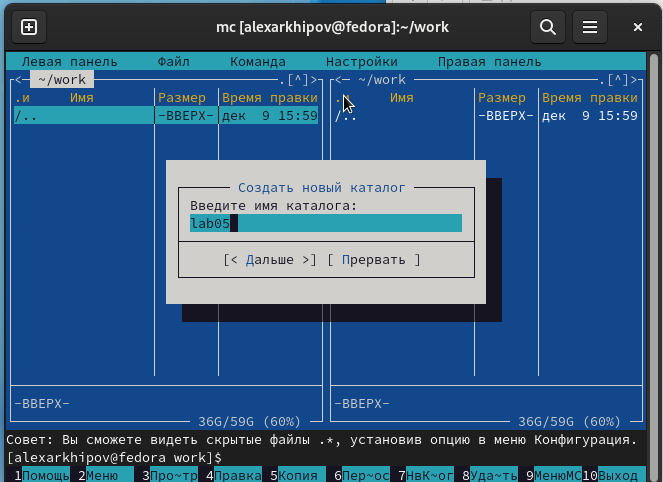 mc [alexarkhipov@fedora]:~/work
Левая панель Файл Команда Настройки Правая панель
<- ~/work .[^]> <- ~/work .[^]>
.и Имя Размер Время правки .и Имя Размер Время правки
/.. -ВВЕРХ- дек 9 15:59 /.. -ВВЕРХ- дек 9 15:59
Создать новый каталог
Введите имя каталога:
lab05
[< Дальше >] [ Прервать ]
-ВВЕРХ- -ВВЕРХ-
36G/59G (60%) 36G/59G (60%)
Совет: Вы сможете видеть скрытые файлы .*, установив опцию в меню Конфигурация.
[alexarkhipov@fedora work]$
1Помощь 2Меню 3Про~тр 4Правка 5Копия 6Пер~ос 7НвК~ог 8Уда~ть 9МенюМС 10Выход